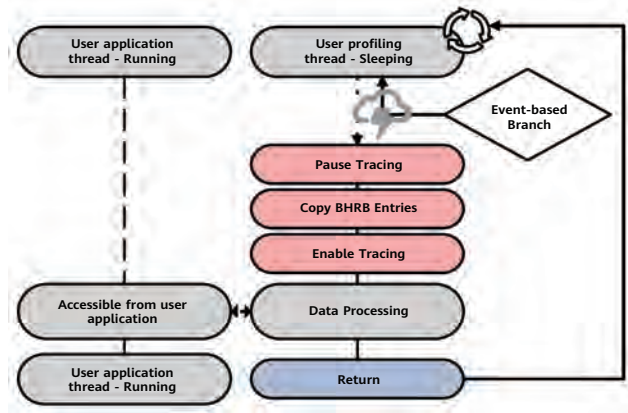 User application
thread - Running
User profiling
thread - Sleeping
Event-based
Branch
Pause Tracing
Copy BHRB Entries
Enable Tracing
Accessible from user
application
Data Processing
User application
thread - Running
Return